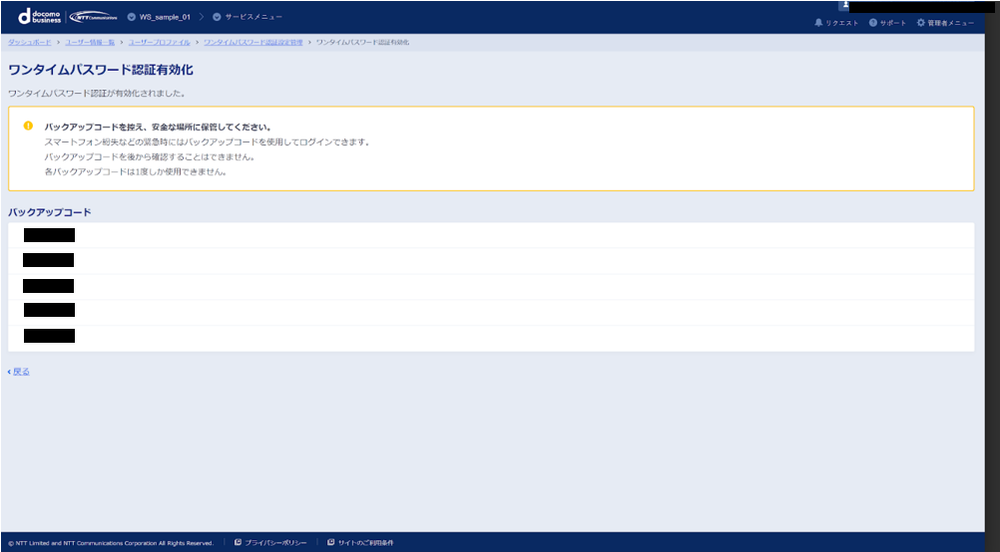 docomo business NTT Communications WS_sample_01 サービスメニュー
リクエスト サポート 管理者メニュー
ダッシュボード > ユーザー情報一覧 > ユーザープロファイル > ワンタイムパスワード認証設定管理 > ワンタイムパスワード認証有効化
ワンタイムパスワード認証有効化
ワンタイムパスワード認証が有効化されました。
バックアップコードを控え、安全な場所に保管してください。
スマートフォン紛失などの緊急時にはバックアップコードを使用してログインできます。
バックアップコードを後から確認することはできません。
各バックアップコードは1度しか使用できません。
バックアップコード
戻る
© NTT Limited and NTT Communications Corporation All Rights Reserved. プライバシーポリシー サイトのご利用条件